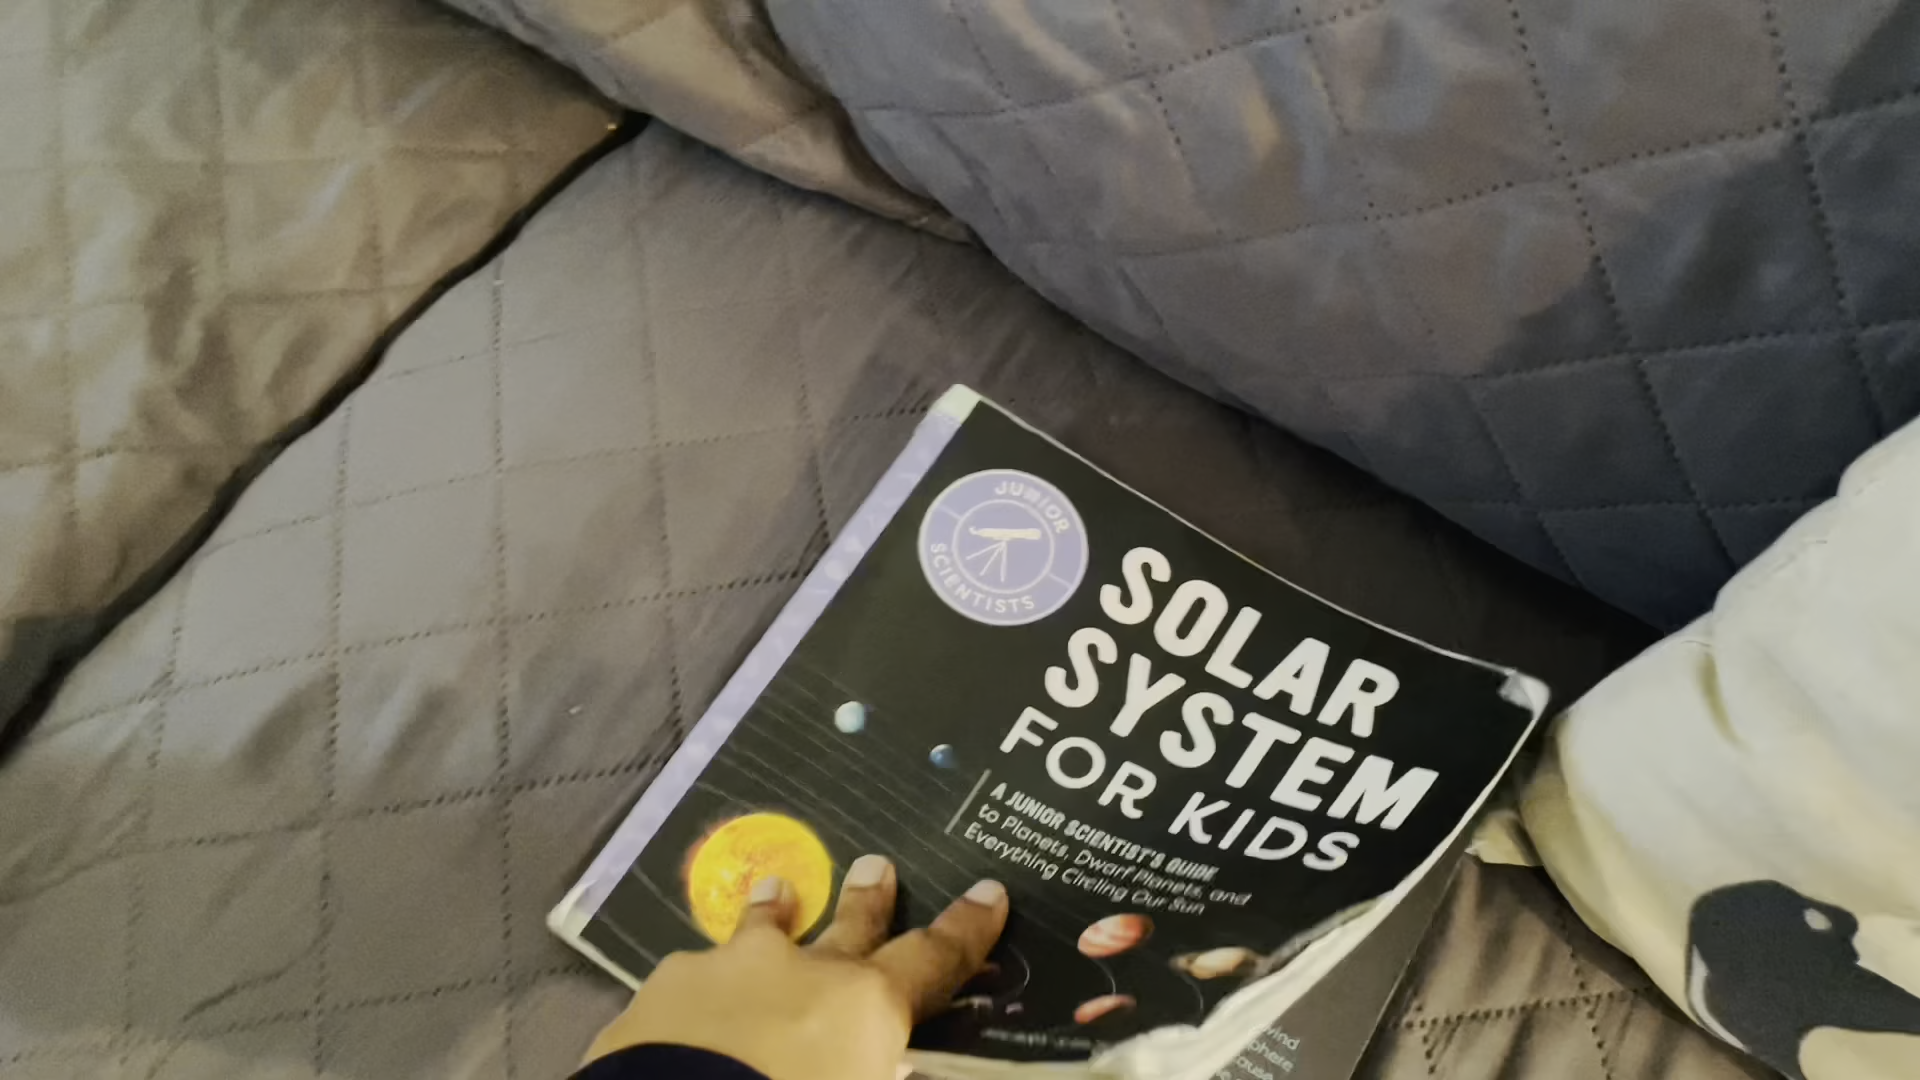 JUNIOR
SCIENTISTS
SOLAR
SYSTEM
FOR KIDS
A JUNIOR SCIENTIST'S GUIDE
to Planets, Dwarf Planets, and
Everything Circling Our Sun